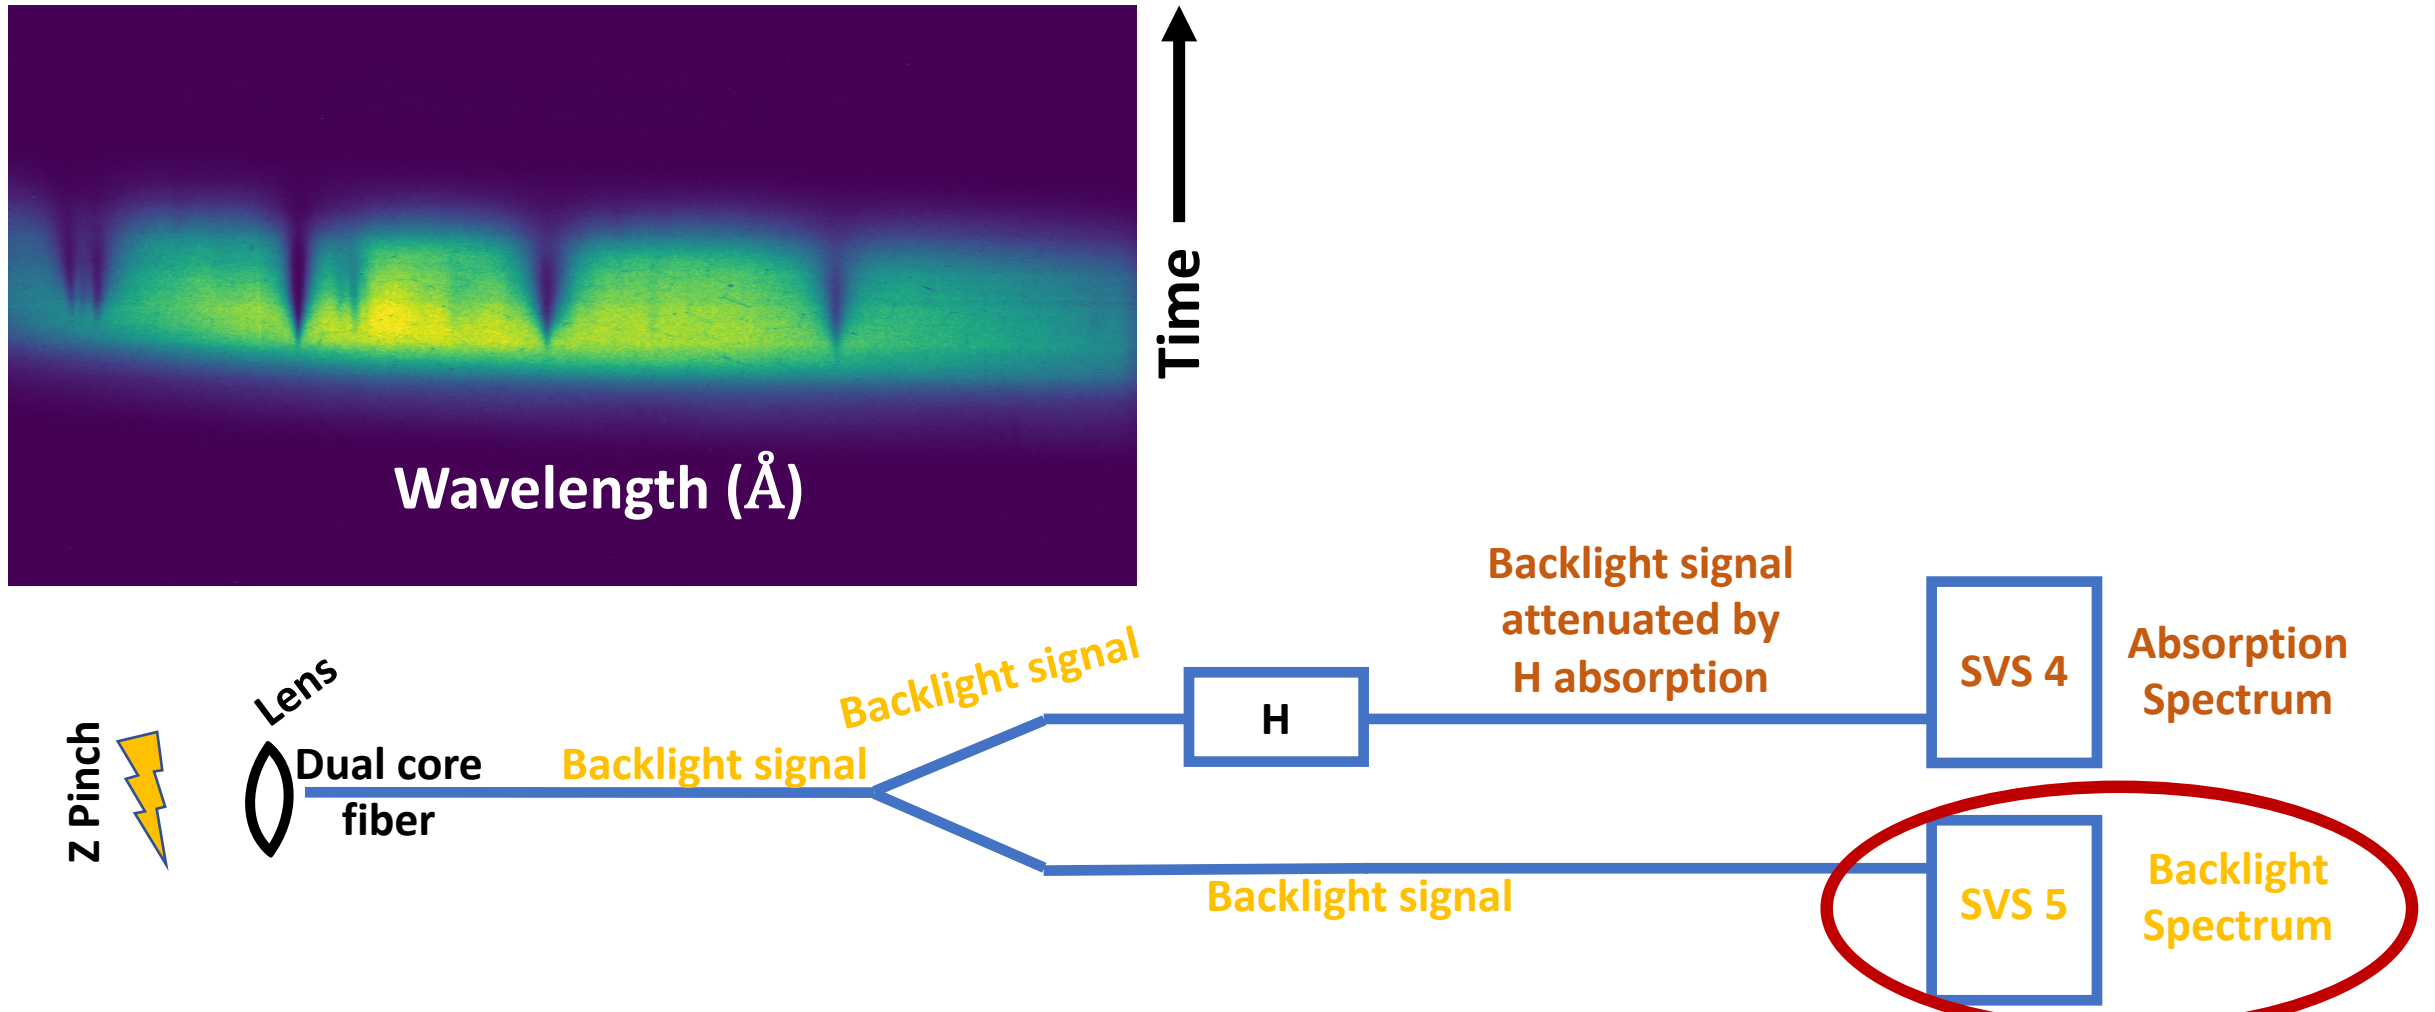 Time
Wavelength (Å)
Backlight signal
attenuated by
H absorption
SVS 4
Absorption
Spectrum
Backlight signal
H
Lens
Z Pinch
Dual core
fiber
Backlight signal
Backlight signal
SVS 5
Backlight
Spectrum